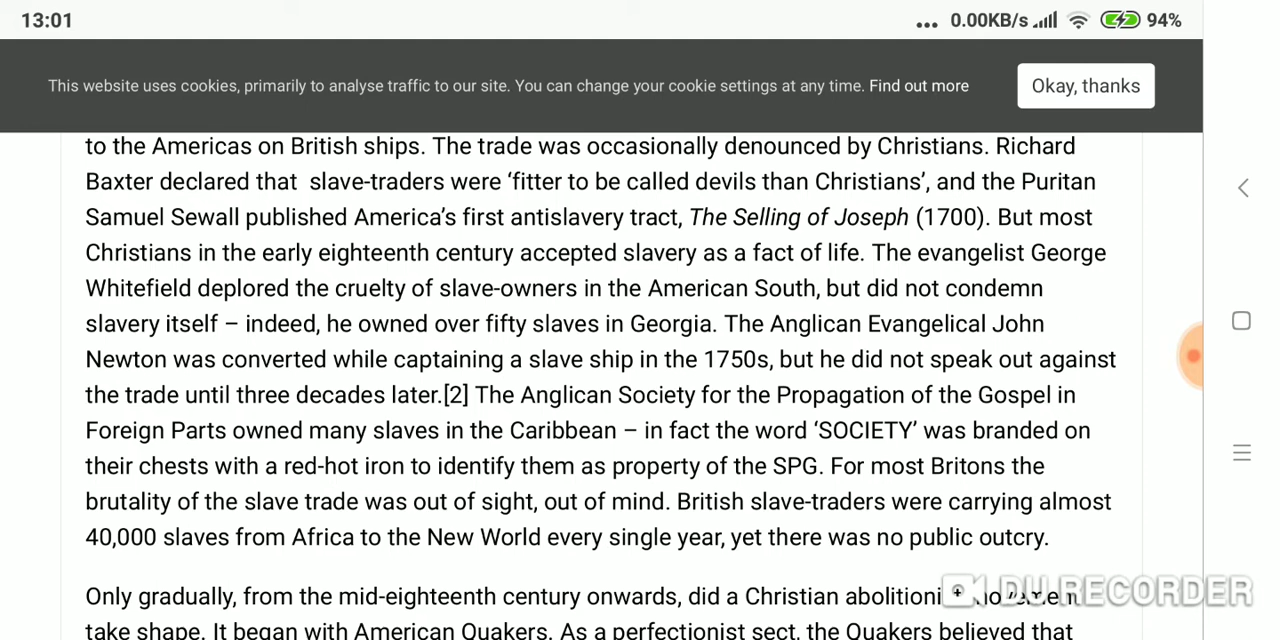 13:01 ... 0.00KB/s 94%
This website uses cookies, primarily to analyse traffic to our site. You can change your cookie settings at any time. Find out more Okay, thanks
to the Americas on British ships. The trade was occasionally denounced by Christians. Richard
Baxter declared that slave-traders were ‘fitter to be called devils than Christians’, and the Puritan
Samuel Sewall published America’s first antislavery tract, The Selling of Joseph (1700). But most
Christians in the early eighteenth century accepted slavery as a fact of life. The evangelist George
Whitefield deplored the cruelty of slave-owners in the American South, but did not condemn
slavery itself – indeed, he owned over fifty slaves in Georgia. The Anglican Evangelical John
Newton was converted while captaining a slave ship in the 1750s, but he did not speak out against
the trade until three decades later.[2] The Anglican Society for the Propagation of the Gospel in
Foreign Parts owned many slaves in the Caribbean – in fact the word ‘SOCIETY’ was branded on
their chests with a red-hot iron to identify them as property of the SPG. For most Britons the
brutality of the slave trade was out of sight, out of mind. British slave-traders were carrying almost
40,000 slaves from Africa to the New World every single year, yet there was no public outcry.
Only gradually, from the mid-eighteenth century onwards, did a Christian
DU RECORDER
take shape. It began with American Quakers. As a perfectionist sect, the Quakers believed that